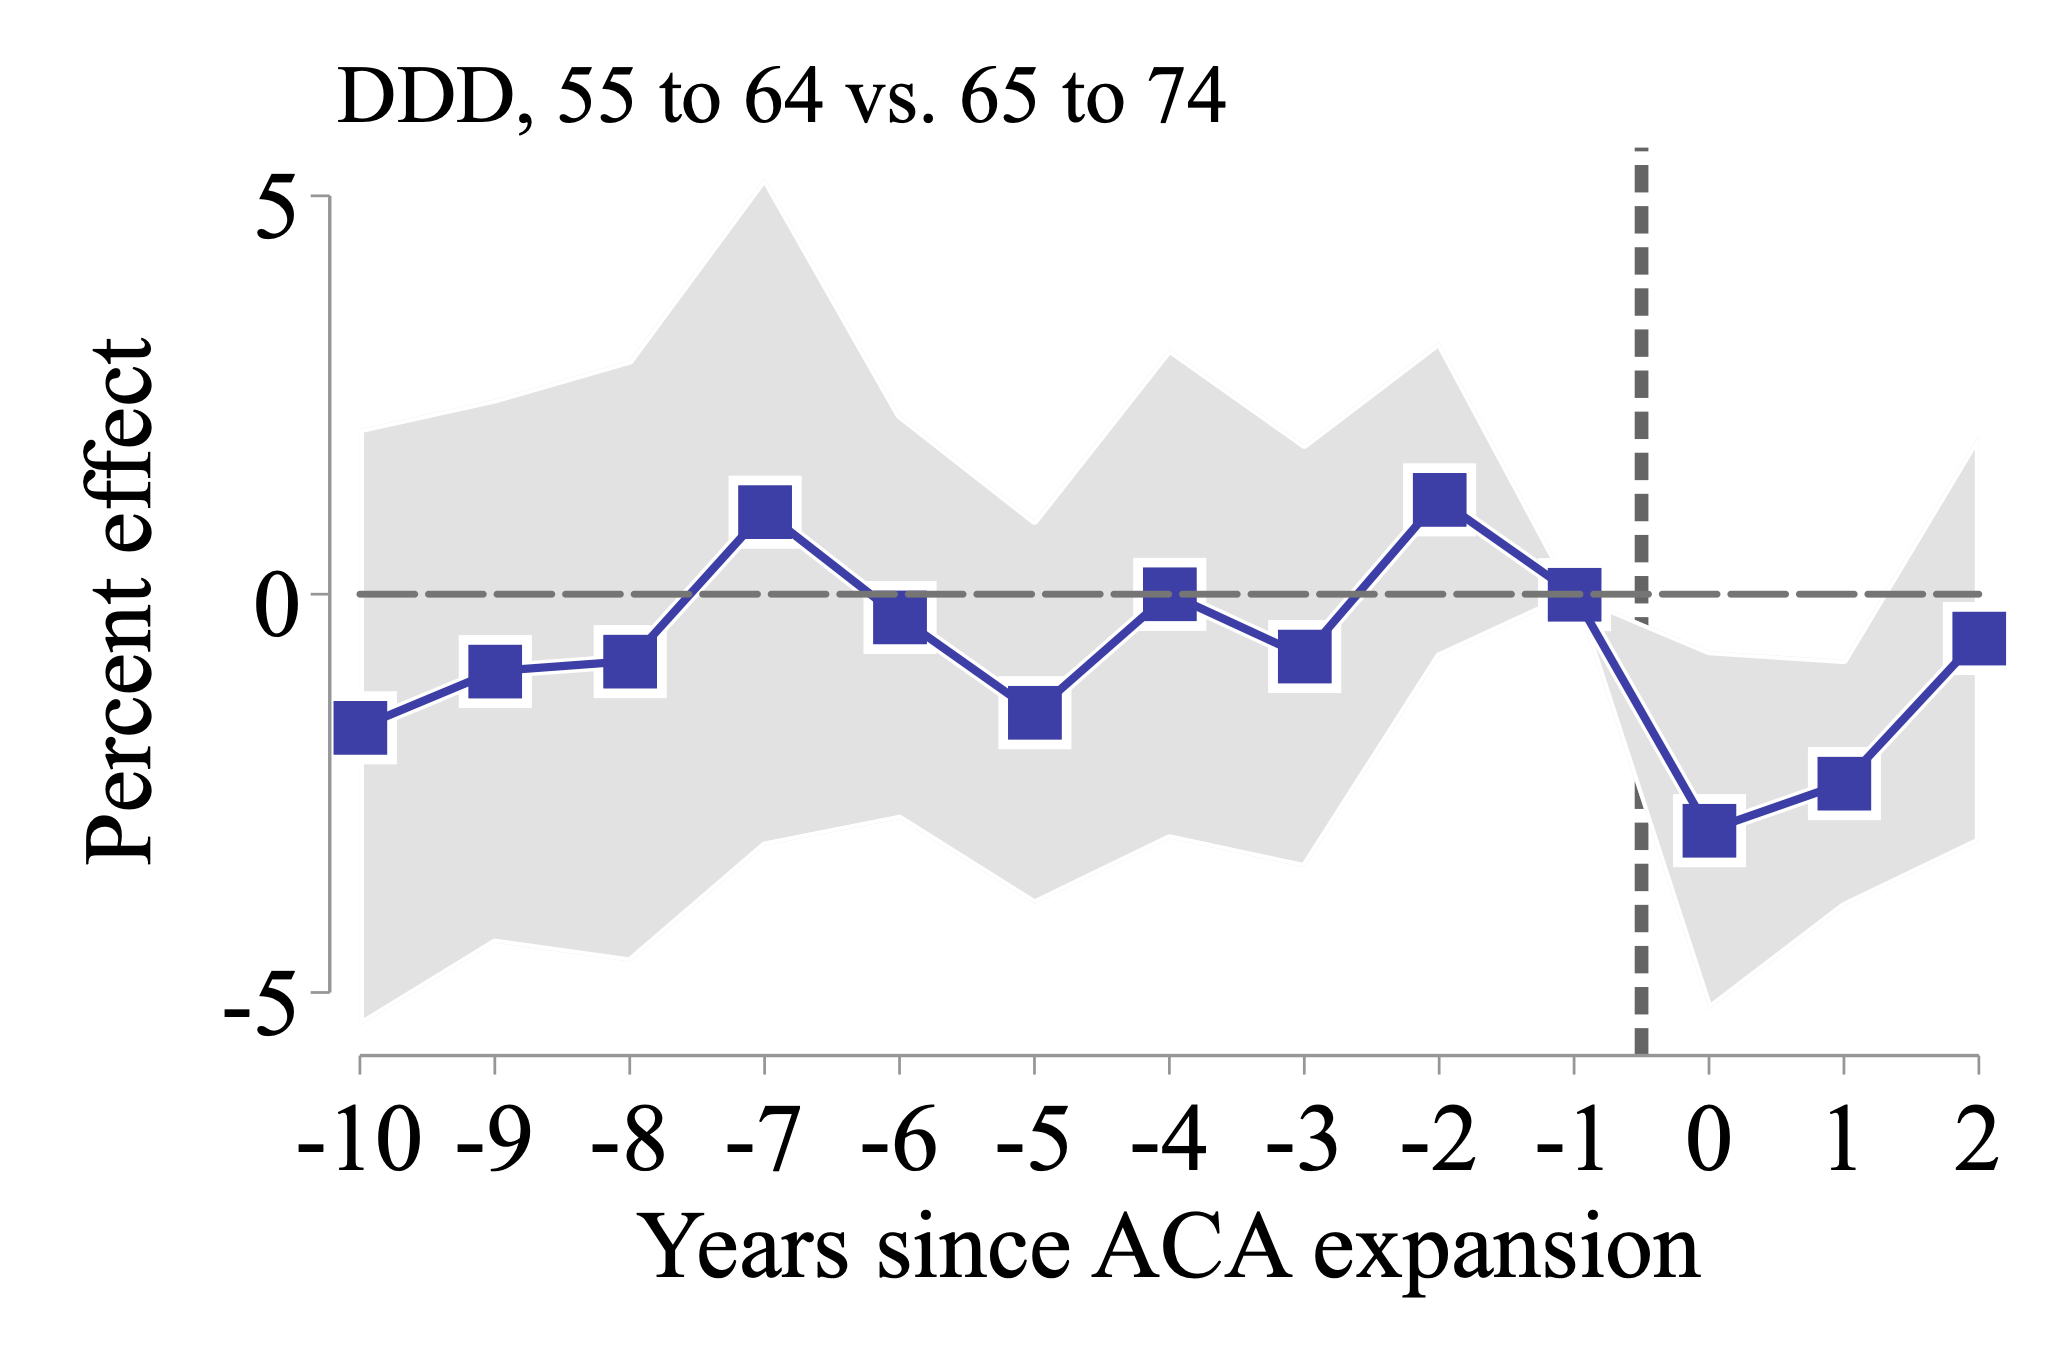 DDD, 55 to 64 vs. 65 to 74
5
0
-5
Percent effect
-10 -9 -8 -7 -6 -5 -4 -3 -2 -1 0 1 2
Years since ACA expansion